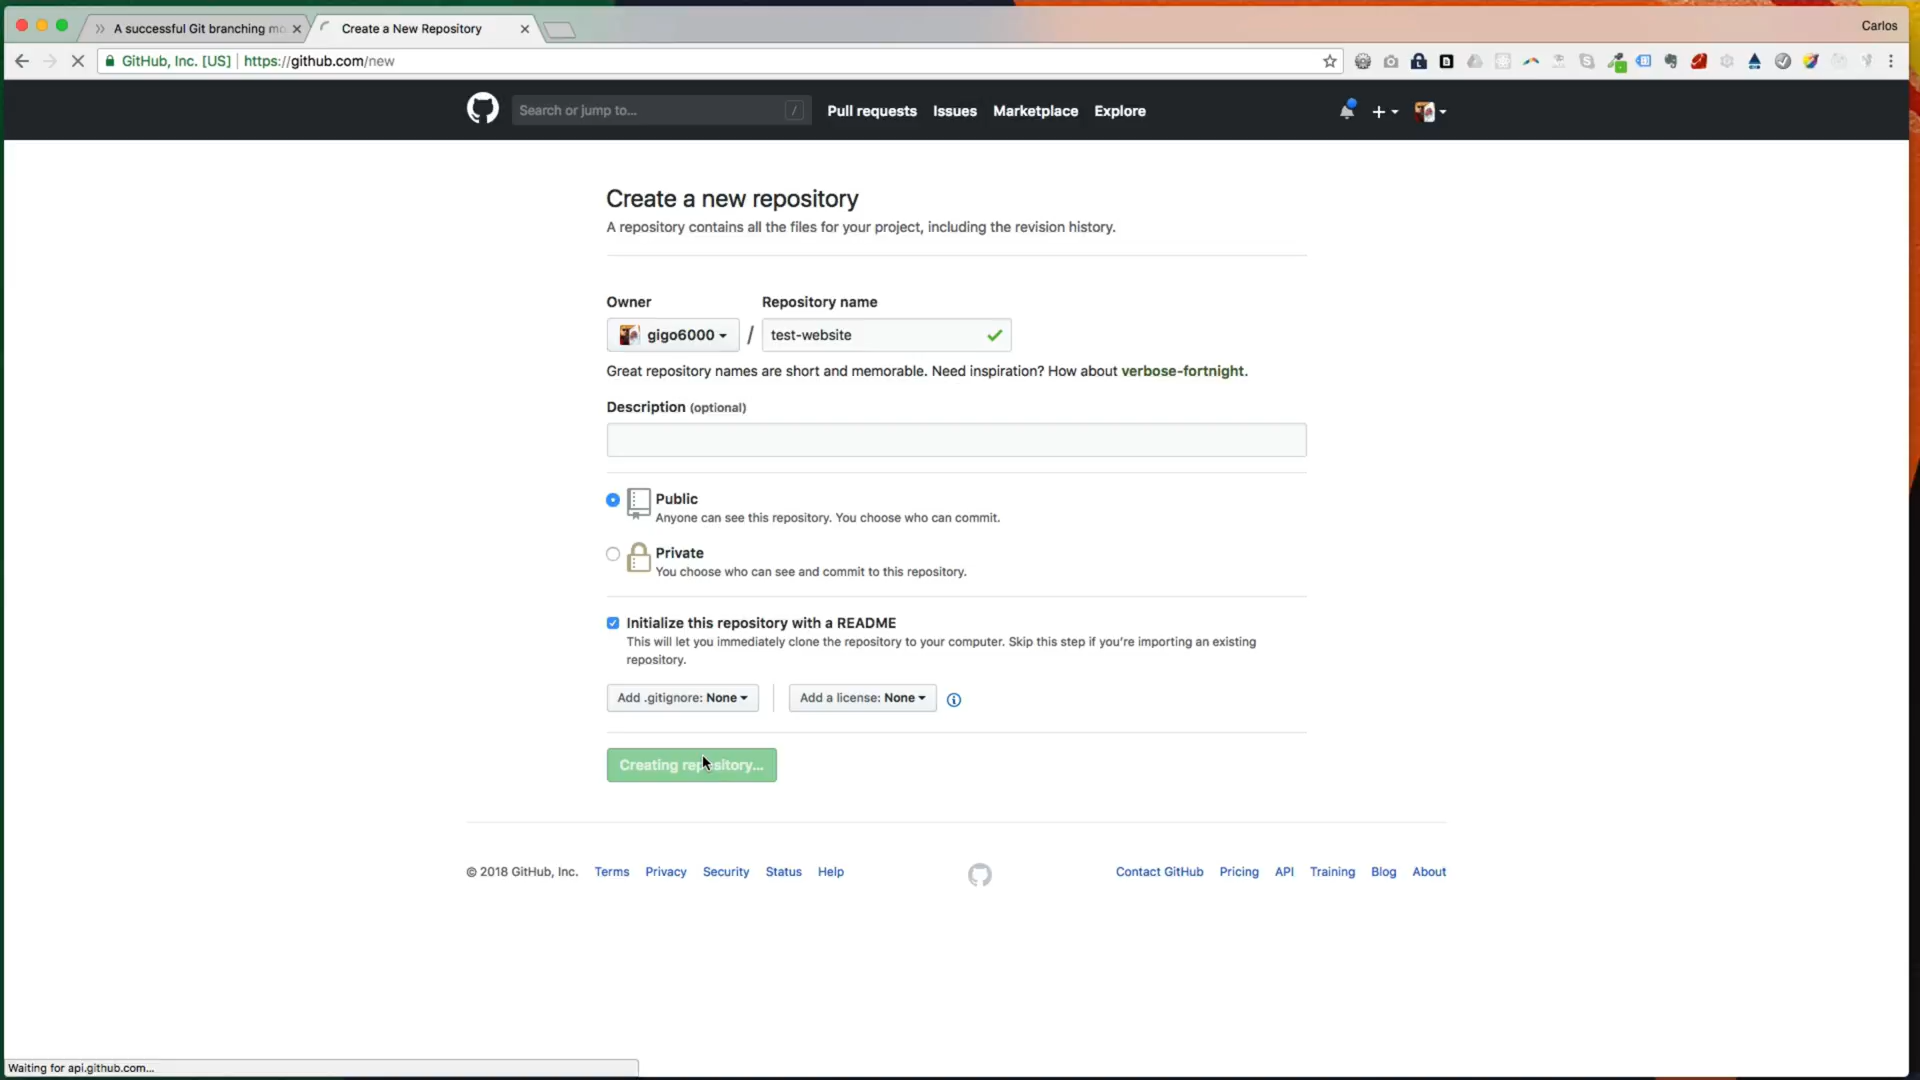 A successful Git branching mo
Create a New Repository
Carlos
GitHub, Inc. [US] | https://github.com/new
Search or jump to... /
Pull requests Issues Marketplace Explore
Create a new repository
A repository contains all the files for your project, including the revision history.
Owner Repository name
gigo6000 / test-website
Great repository names are short and memorable. Need inspiration? How about verbose-fortnight.
Description (optional)
Public
Anyone can see this repository. You choose who can commit.
Private
You choose who can see and commit to this repository.
Initialize this repository with a README
This will let you immediately clone the repository to your computer. Skip this step if you're importing an existing
repository.
Add .gitignore: None Add a license: None
Creating repository...
© 2018 GitHub, Inc. Terms Privacy Security Status Help Contact GitHub Pricing API Training Blog About
Waiting for api.github.com...